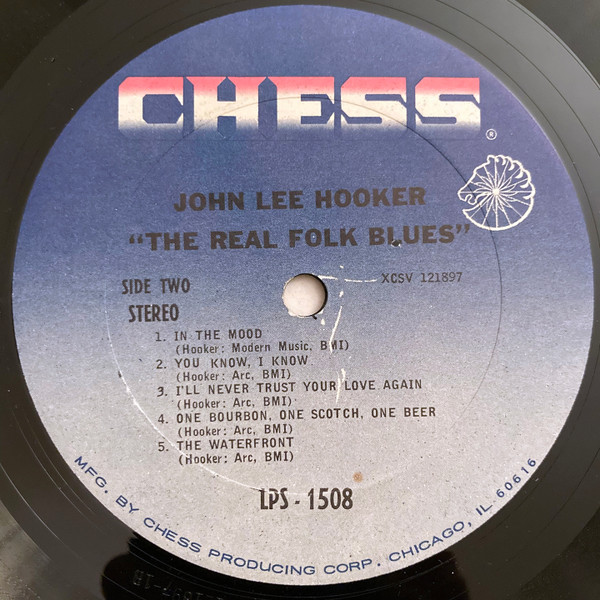 CHESS
®
JOHN LEE HOOKER
"THE REAL FOLK BLUES"
SIDE TWO
XCSV 121897
STEREO
1. IN THE MOOD
(Hooker: Modern Music, BMI)
2. YOU KNOW, I KNOW
(Hooker: Arc, BMI)
3. I'LL NEVER TRUST YOUR LOVE AGAIN
(Hooker: Arc, BMI)
4. ONE BOURBON, ONE SCOTCH, ONE BEER
(Hooker: Arc, BMI)
5. THE WATERFRONT
(Hooker: Arc, BMI)
LPS - 1508
MFG. BY CHESS PRODUCING CORP. CHICAGO, IL 60616